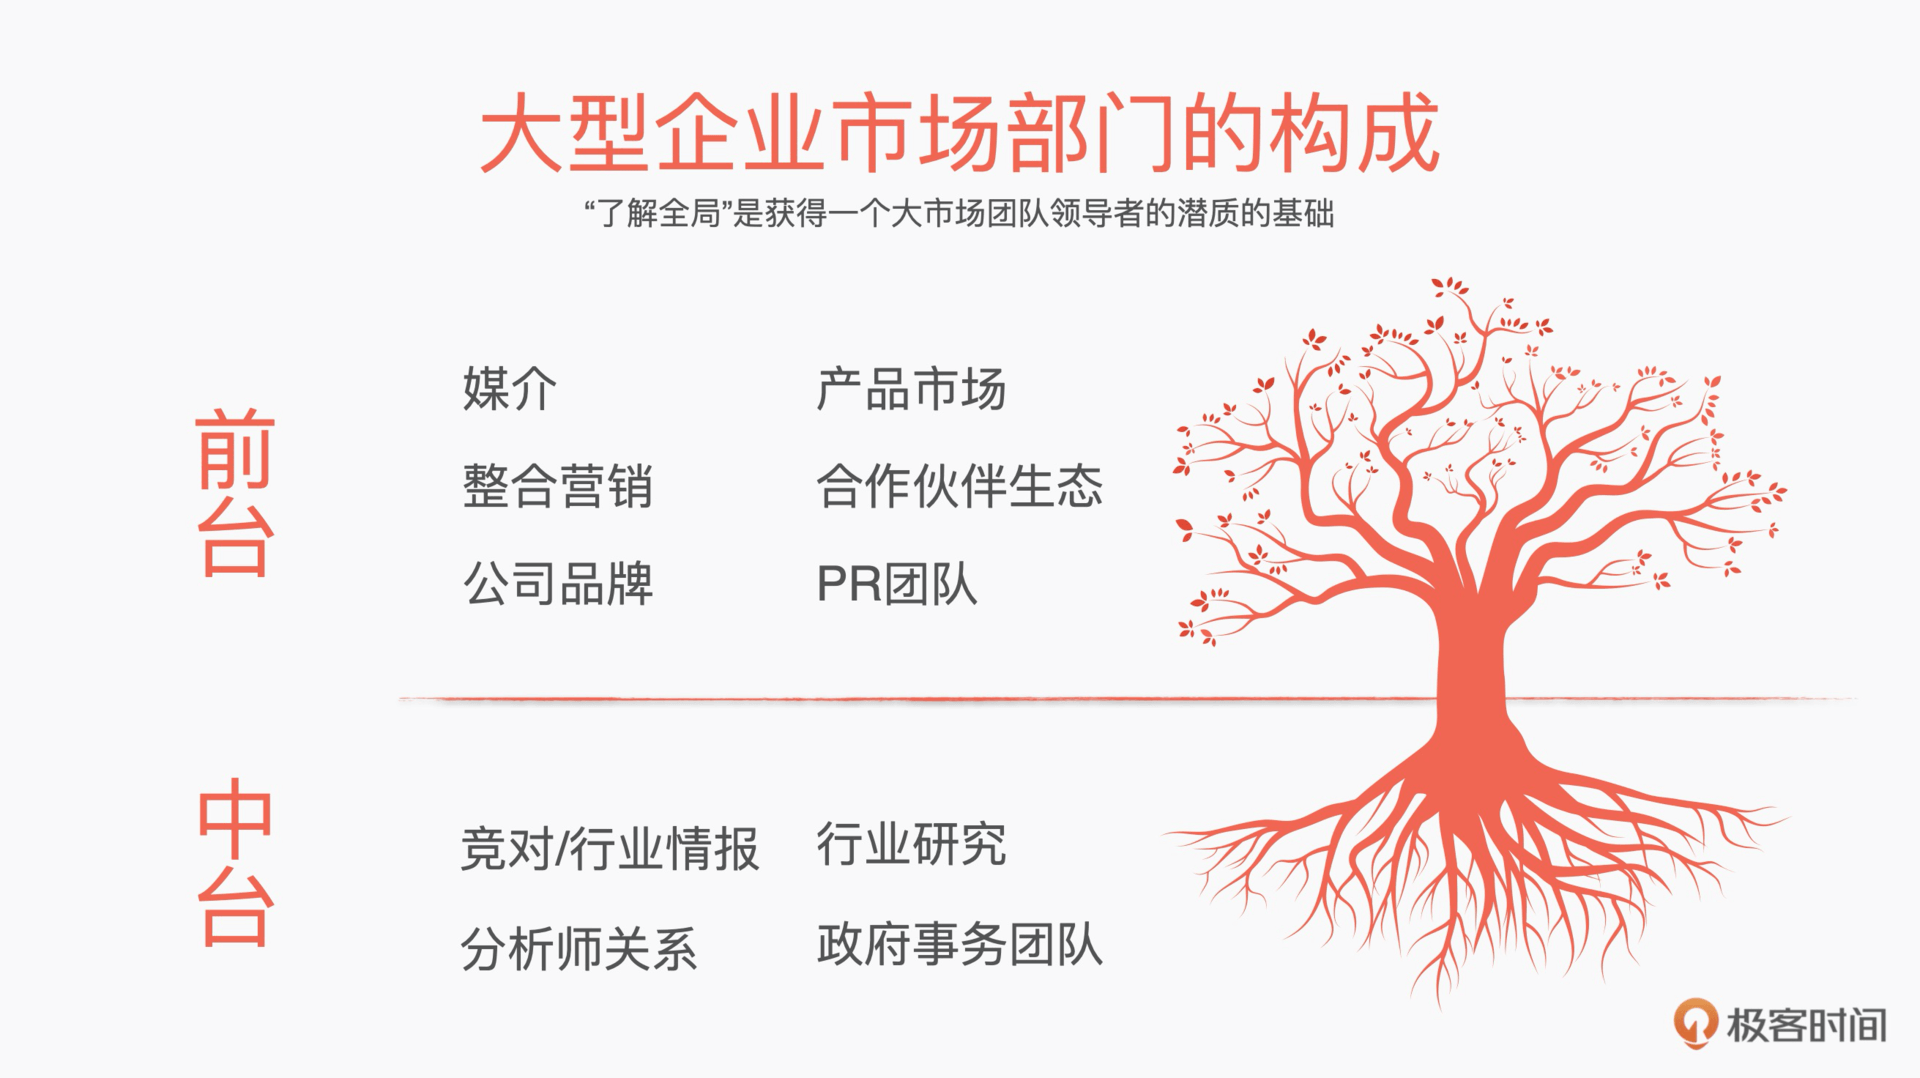 大型企业市场部门的构成
“了解全局”是获得一个大市场团队领导者的潜质的基础
前台
媒介
产品市场
整合营销
合作伙伴生态
公司品牌
PR团队
中台
竞对/行业情报
行业研究
分析师关系
政府事务团队
极客时间